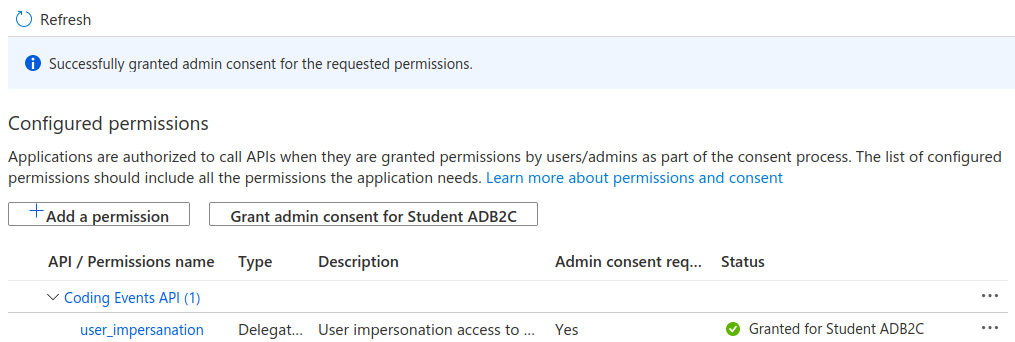 Refresh
Successfully granted admin consent for the requested permissions.
Configured permissions
Applications are authorized to call APIs when they are granted permissions by users/admins as part of the consent process. The list of configured
permissions should include all the permissions the application needs. Learn more about permissions and consent
Add a permission Grant admin consent for Student ADB2C
API / Permissions name Type Description Admin consent req... Status
Coding Events API (1) ...
user_impersanation Delegat... User impersonation access to ... Yes Granted for Student ADB2C ...